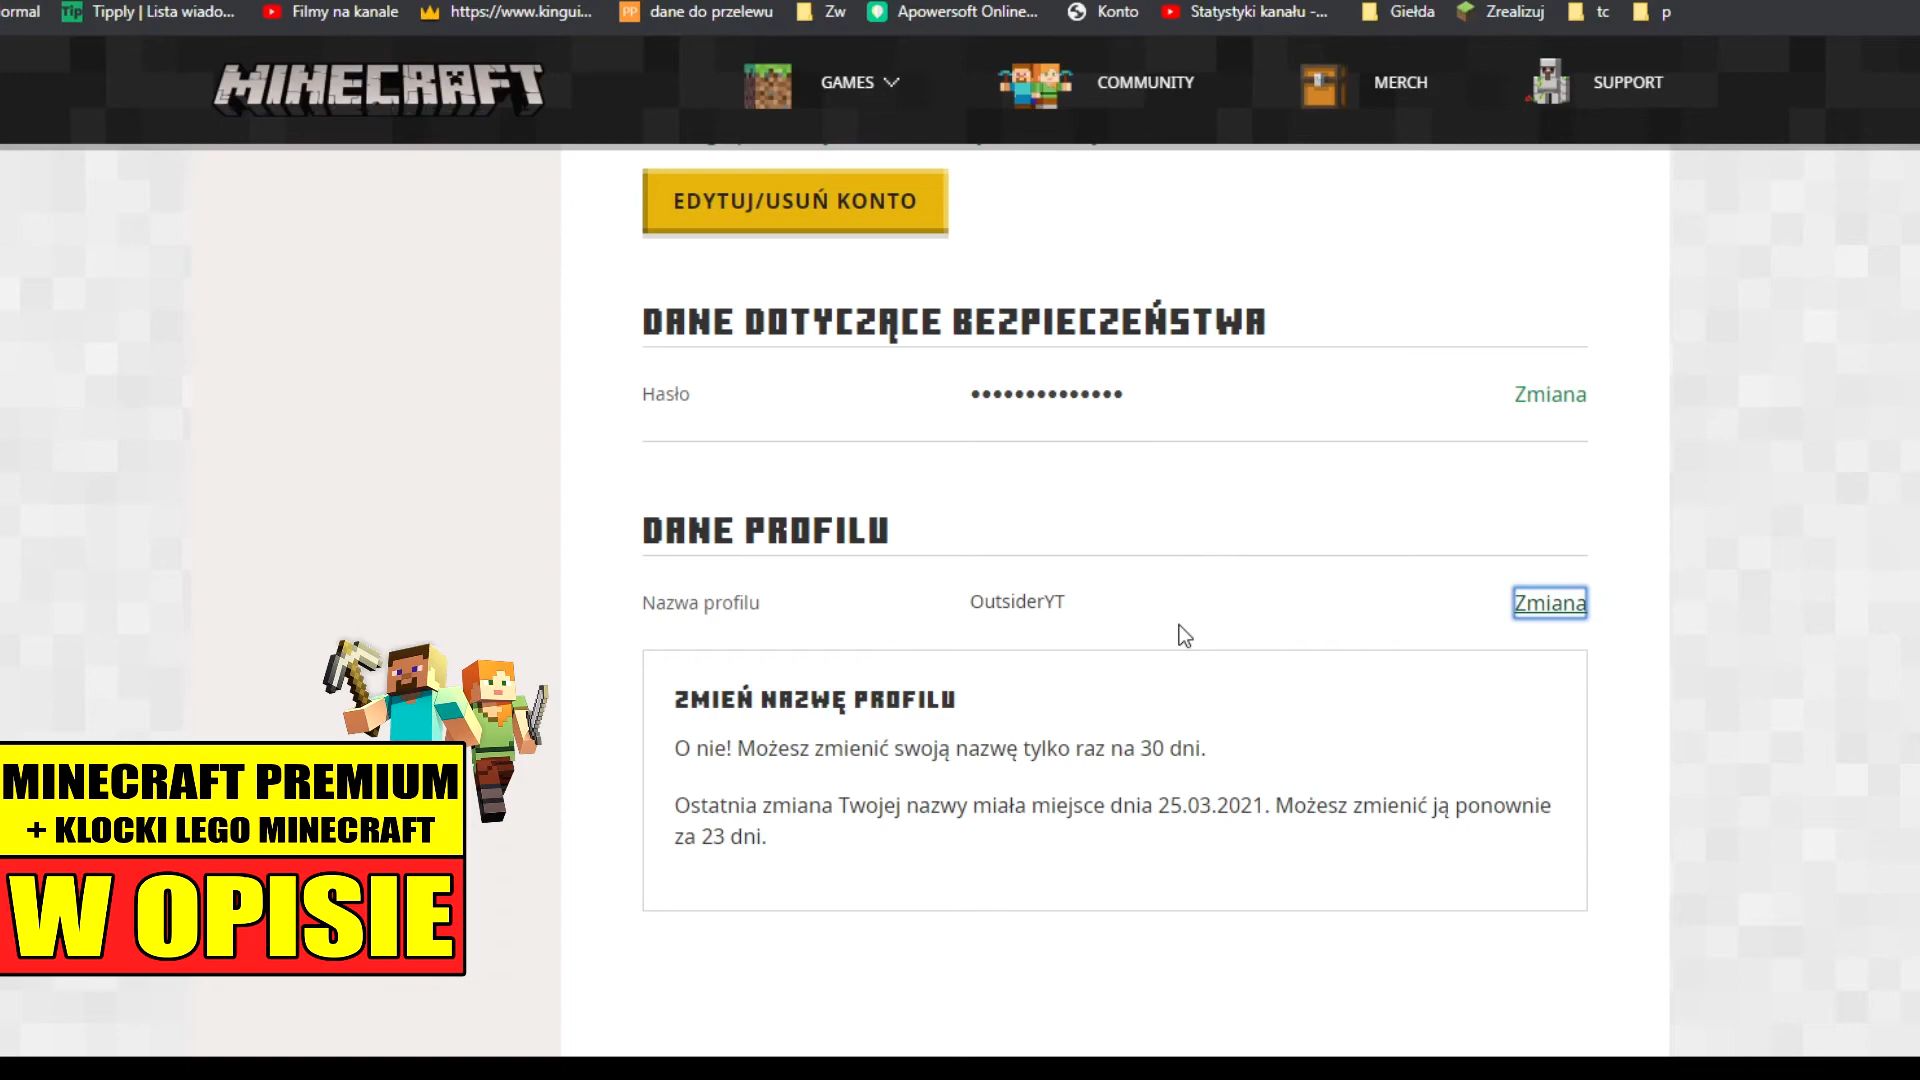 ormal Tipply | Lista wiado... Filmy na kanale https://www.kingui... dane do przelewu Zw Apowersoft Online... Konto Statystyki kanału -... Giełda Zrealizuj tc p
MINECRAFT GAMES COMMUNITY MERCH SUPPORT
EDYTUJ/USUŃ KONTO
DANE DOTYCZĄCE BEZPIECZEŃSTWA
Hasło •••••••••••••• Zmiana
DANE PROFILU
Nazwa profilu OutsiderYT Zmiana
ZMIEŃ NAZWĘ PROFILU
O nie! Możesz zmienić swoją nazwę tylko raz na 30 dni.
Ostatnia zmiana Twojej nazwy miała miejsce dnia 25.03.2021. Możesz zmienić ją ponownie
za 23 dni.
MINECRAFT PREMIUM
+ KLOCKI LEGO MINECRAFT
W OPISIE